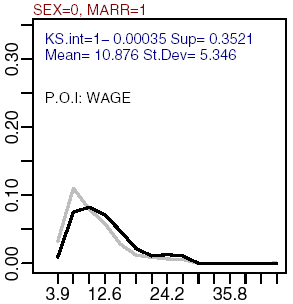 SEX=0, MARR=1
KS.int=1− 0.00035 Sup= 0.3521
Mean= 10.876 St.Dev= 5.346
P.O.I: WAGE
0.30
0.20
0.10
0.00
3.9 12.6 24.2 35.8